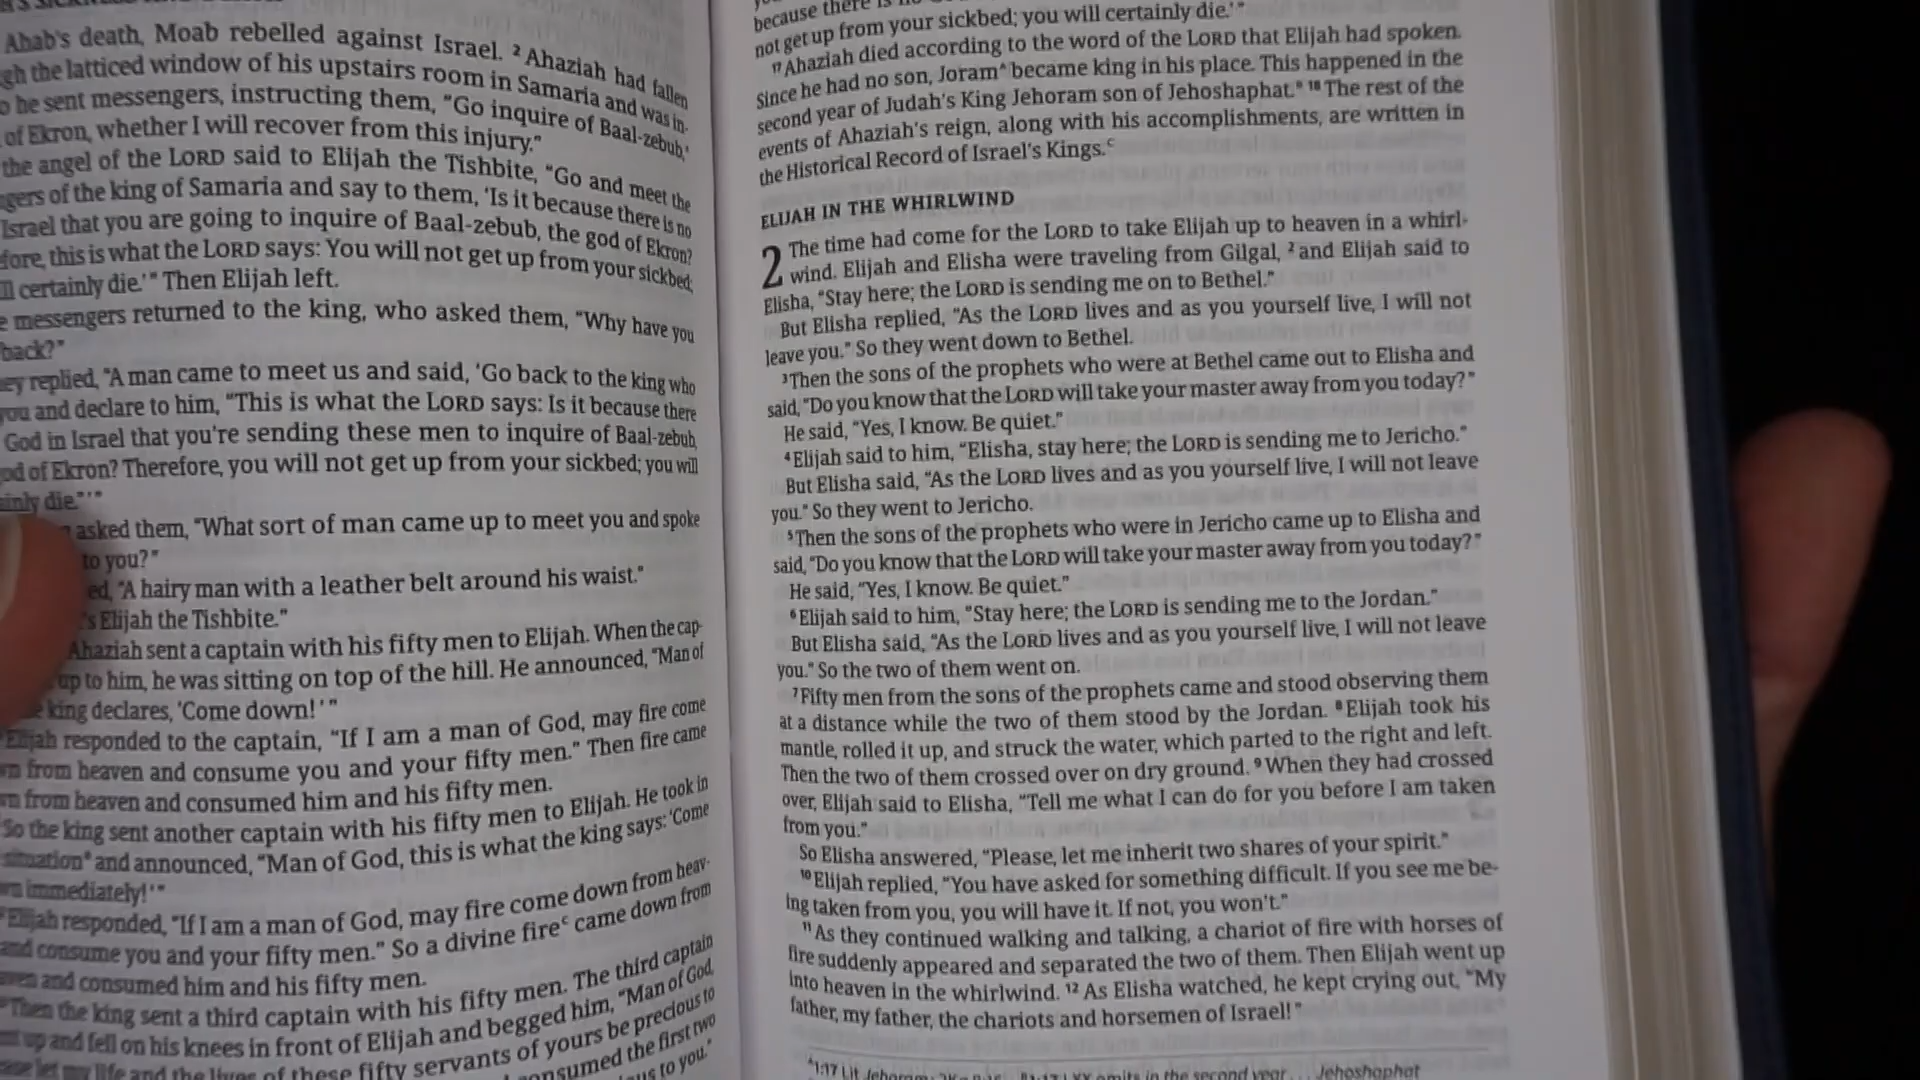 Ahab's death, Moab rebelled against Israel. 2 Ahaziah had fallen
gh the latticed window of his upstairs room in Samaria and was in-
o he sent messengers, instructing them, "Go inquire of Baal-zebub,
of Ekron, whether I will recover from this injury."
the angel of the LORD said to Elijah the Tishbite, "Go and meet the
gers of the king of Samaria and say to them, 'Is it because there is no
Israel that you are going to inquire of Baal-zebub, the god of Ekron?
fore, this is what the LORD says: You will not get up from your sickbed;
ll certainly die.'" Then Elijah left.
e messengers returned to the king, who asked them, "Why have you
back?"
ey replied, "A man came to meet us and said, 'Go back to the king who
you and declare to him, "This is what the LORD says: Is it because there
God in Israel that you're sending these men to inquire of Baal-zebub,
od of Ekron? Therefore, you will not get up from your sickbed; you will
ainly die."'"
asked them, "What sort of man came up to meet you and spoke
to you?"
ed, "A hairy man with a leather belt around his waist."
's Elijah the Tishbite."
Ahaziah sent a captain with his fifty men to Elijah. When the cap-
up to him, he was sitting on top of the hill. He announced, "Man of
king declares, 'Come down!'"
Elijah responded to the captain, "If I am a man of God, may fire come
n from heaven and consume you and your fifty men." Then fire came
n from heaven and consumed him and his fifty men.
So the king sent another captain with his fifty men to Elijah. He took in
situation and announced, "Man of God, this is what the king says: 'Come
wn immediately!'"
Elijah responded, "If I am a man of God, may fire come down from heav-
and consume you and your fifty men." So a divine fire c came down from
aven and consumed him and his fifty men.
Then the king sent a third captain with his fifty men. The third captain
nt up and fell on his knees in front of Elijah and begged him, "Man of God,
let my life and the lives of these fifty servants of yours be precious to
onsumed the first two
us to you."
because there is no
not get up from your sickbed; you will certainly die.'"
17 Ahaziah died according to the word of the LORD that Elijah had spoken.
Since he had no son, Joram A became king in his place. This happened in the
second year of Judah's King Jehoram son of Jehoshaphat. B 18 The rest of the
events of Ahaziah's reign, along with his accomplishments, are written in
the Historical Record of Israel's Kings. C
ELIJAH IN THE WHIRLWIND
2 The time had come for the LORD to take Elijah up to heaven in a whirl-
wind. Elijah and Elisha were traveling from Gilgal, 2 and Elijah said to
Elisha, "Stay here; the LORD is sending me on to Bethel."
But Elisha replied, "As the LORD lives and as you yourself live, I will not
leave you." So they went down to Bethel.
3 Then the sons of the prophets who were at Bethel came out to Elisha and
said, "Do you know that the LORD will take your master away from you today?"
He said, "Yes, I know. Be quiet."
4 Elijah said to him, "Elisha, stay here; the LORD is sending me to Jericho."
But Elisha said, "As the LORD lives and as you yourself live, I will not leave
you." So they went to Jericho.
5 Then the sons of the prophets who were in Jericho came up to Elisha and
said, "Do you know that the LORD will take your master away from you today?"
He said, "Yes, I know. Be quiet."
6 Elijah said to him, "Stay here; the LORD is sending me to the Jordan."
But Elisha said, "As the LORD lives and as you yourself live, I will not leave
you." So the two of them went on.
7 Fifty men from the sons of the prophets came and stood observing them
at a distance while the two of them stood by the Jordan. 8 Elijah took his
mantle, rolled it up, and struck the water, which parted to the right and left.
Then the two of them crossed over on dry ground. 9 When they had crossed
over, Elijah said to Elisha, "Tell me what I can do for you before I am taken
from you."
So Elisha answered, "Please, let me inherit two shares of your spirit."
10 Elijah replied, "You have asked for something difficult. If you see me be-
ing taken from you, you will have it. If not, you won't."
11 As they continued walking and talking, a chariot of fire with horses of
fire suddenly appeared and separated the two of them. Then Elijah went up
into heaven in the whirlwind. 12 As Elisha watched, he kept crying out, "My
father, my father, the chariots and horsemen of Israel!"
A 1:17 Lit Jehoram; B 1:17 LXX omits in the second year . . . Jehoshaphat